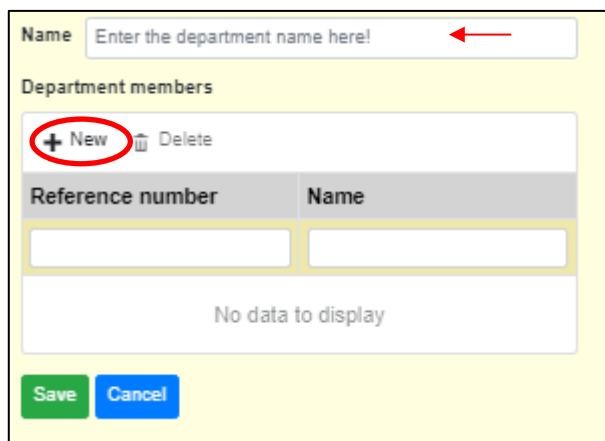 Name Enter the department name here!
Department members
New Delete
Reference number Name
No data to display
Save Cancel